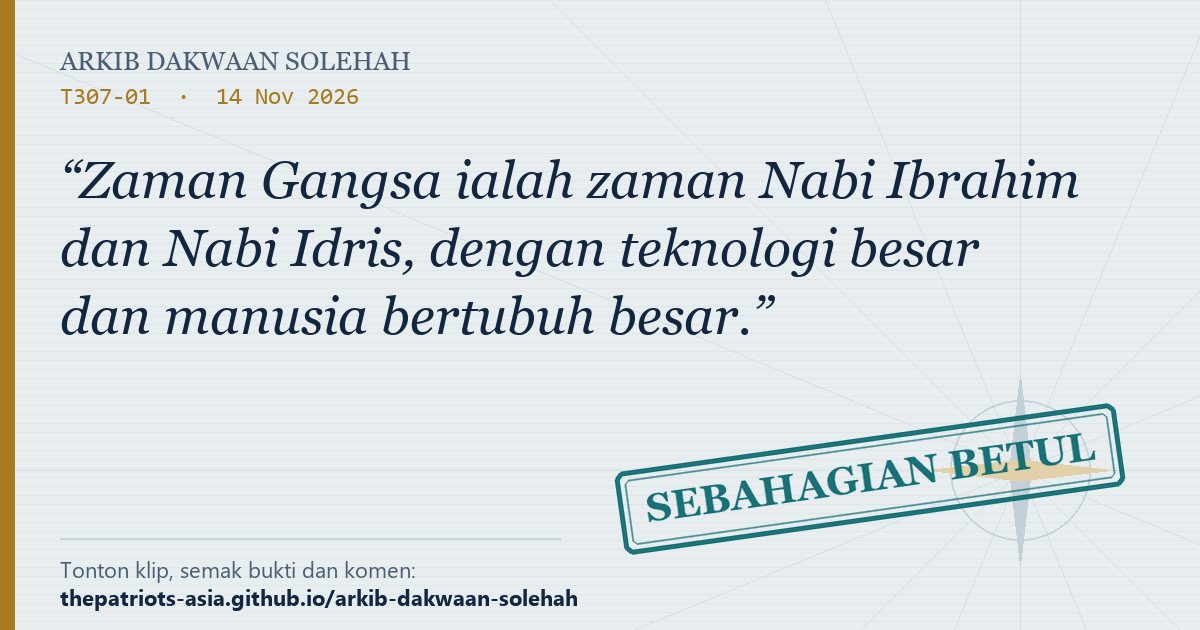 ARKIB DAKWAAN SOLEHAH
T307-01 · 14 Nov 2026
“Zaman Gangsa ialah zaman Nabi Ibrahim
dan Nabi Idris, dengan teknologi besar
dan manusia bertubuh besar.”
SEBAHAGIAN BETUL
Tonton klip, semak bukti dan komen:
thepatriots-asia.github.io/arkib-dakwaan-solehah